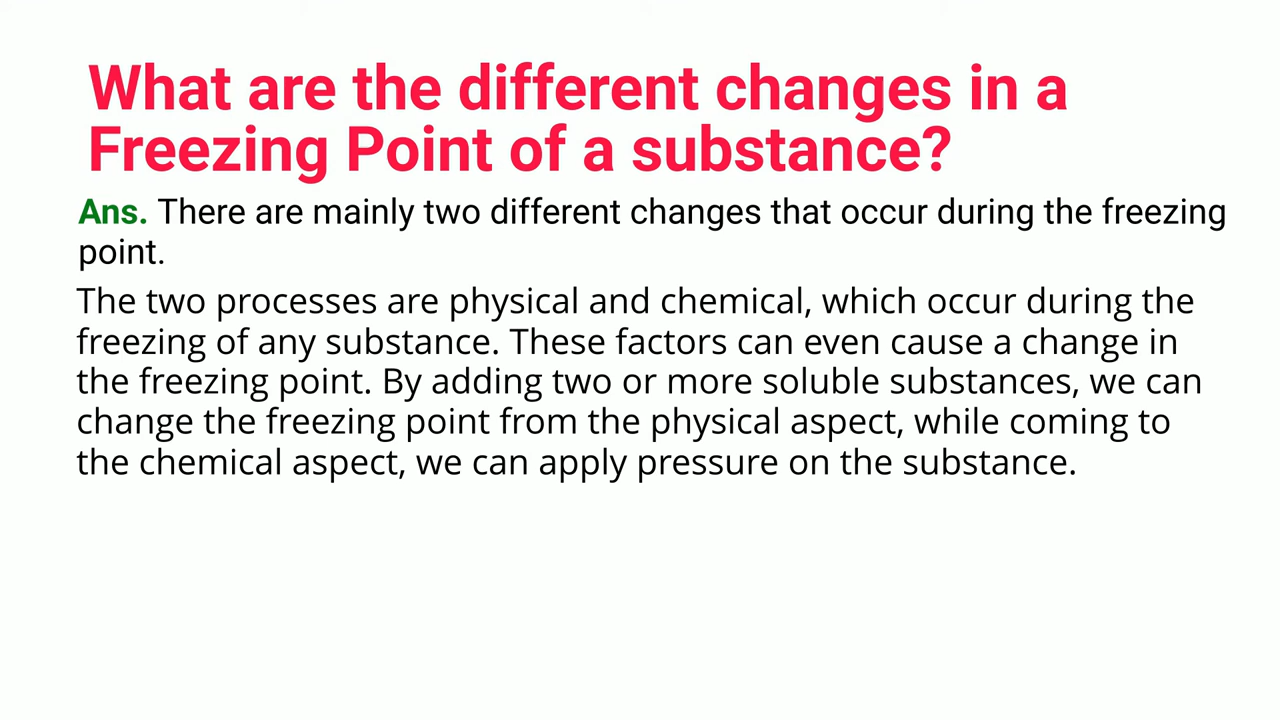 What are the different changes in a
Freezing Point of a substance?
Ans. There are mainly two different changes that occur during the freezing
point.
The two processes are physical and chemical, which occur during the
freezing of any substance. These factors can even cause a change in
the freezing point. By adding two or more soluble substances, we can
change the freezing point from the physical aspect, while coming to
the chemical aspect, we can apply pressure on the substance.